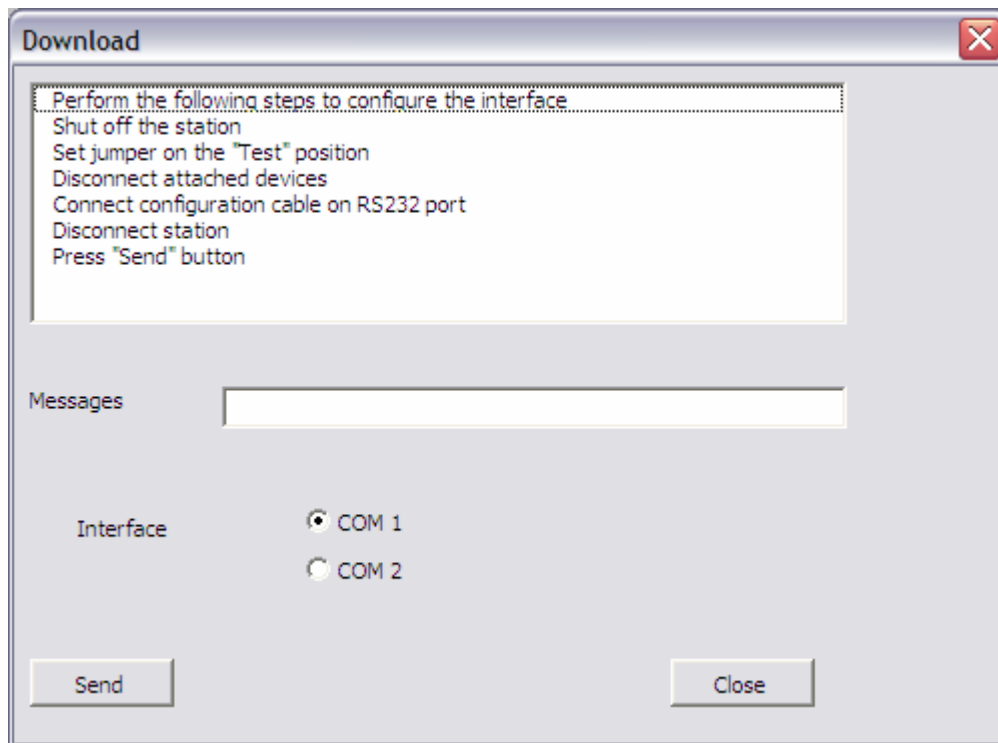 Download
Perform the following steps to configure the interface
Shut off the station
Set jumper on the "Test" position
Disconnect attached devices
Connect configuration cable on RS232 port
Disconnect station
Press "Send" button
Messages
Interface
COM 1
COM 2
Send
Close